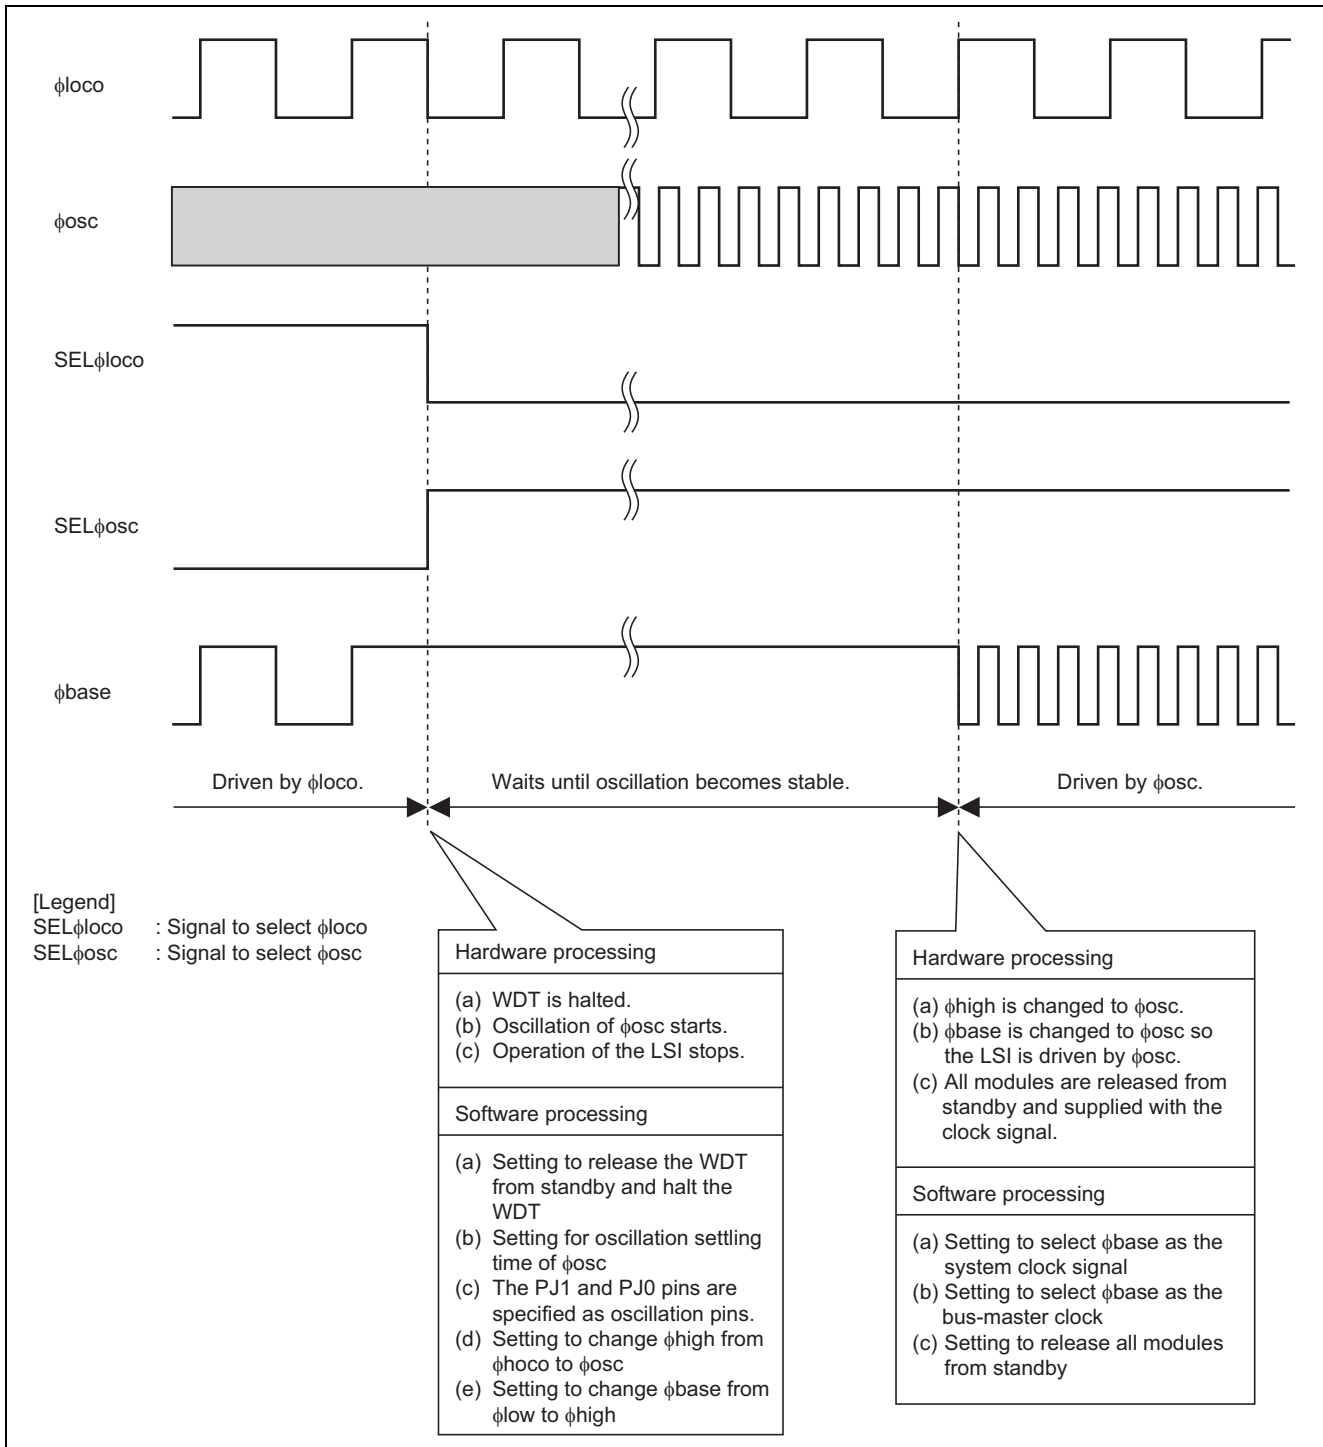 ϕloco
ϕosc
SELϕloco
SELϕosc
ϕbase
Driven by ϕloco.
Waits until oscillation becomes stable.
Driven by ϕosc.
[Legend]
SELϕloco : Signal to select ϕloco
SELϕosc : Signal to select ϕosc
Hardware processing
(a) WDT is halted.
(b) Oscillation of ϕosc starts.
(c) Operation of the LSI stops.
Software processing
(a) Setting to release the WDT
from standby and halt the
WDT
(b) Setting for oscillation settling
time of ϕosc
(c) The PJ1 and PJ0 pins are
specified as oscillation pins.
(d) Setting to change ϕhigh from
ϕhoco to ϕosc
(e) Setting to change ϕbase from
ϕlow to ϕhigh
Hardware processing
(a) ϕhigh is changed to ϕosc.
(b) ϕbase is changed to ϕosc so
the LSI is driven by ϕosc.
(c) All modules are released from
standby and supplied with the
clock signal.
Software processing
(a) Setting to select ϕbase as the
system clock signal
(b) Setting to select ϕbase as the
bus-master clock
(c) Setting to release all modules
from standby